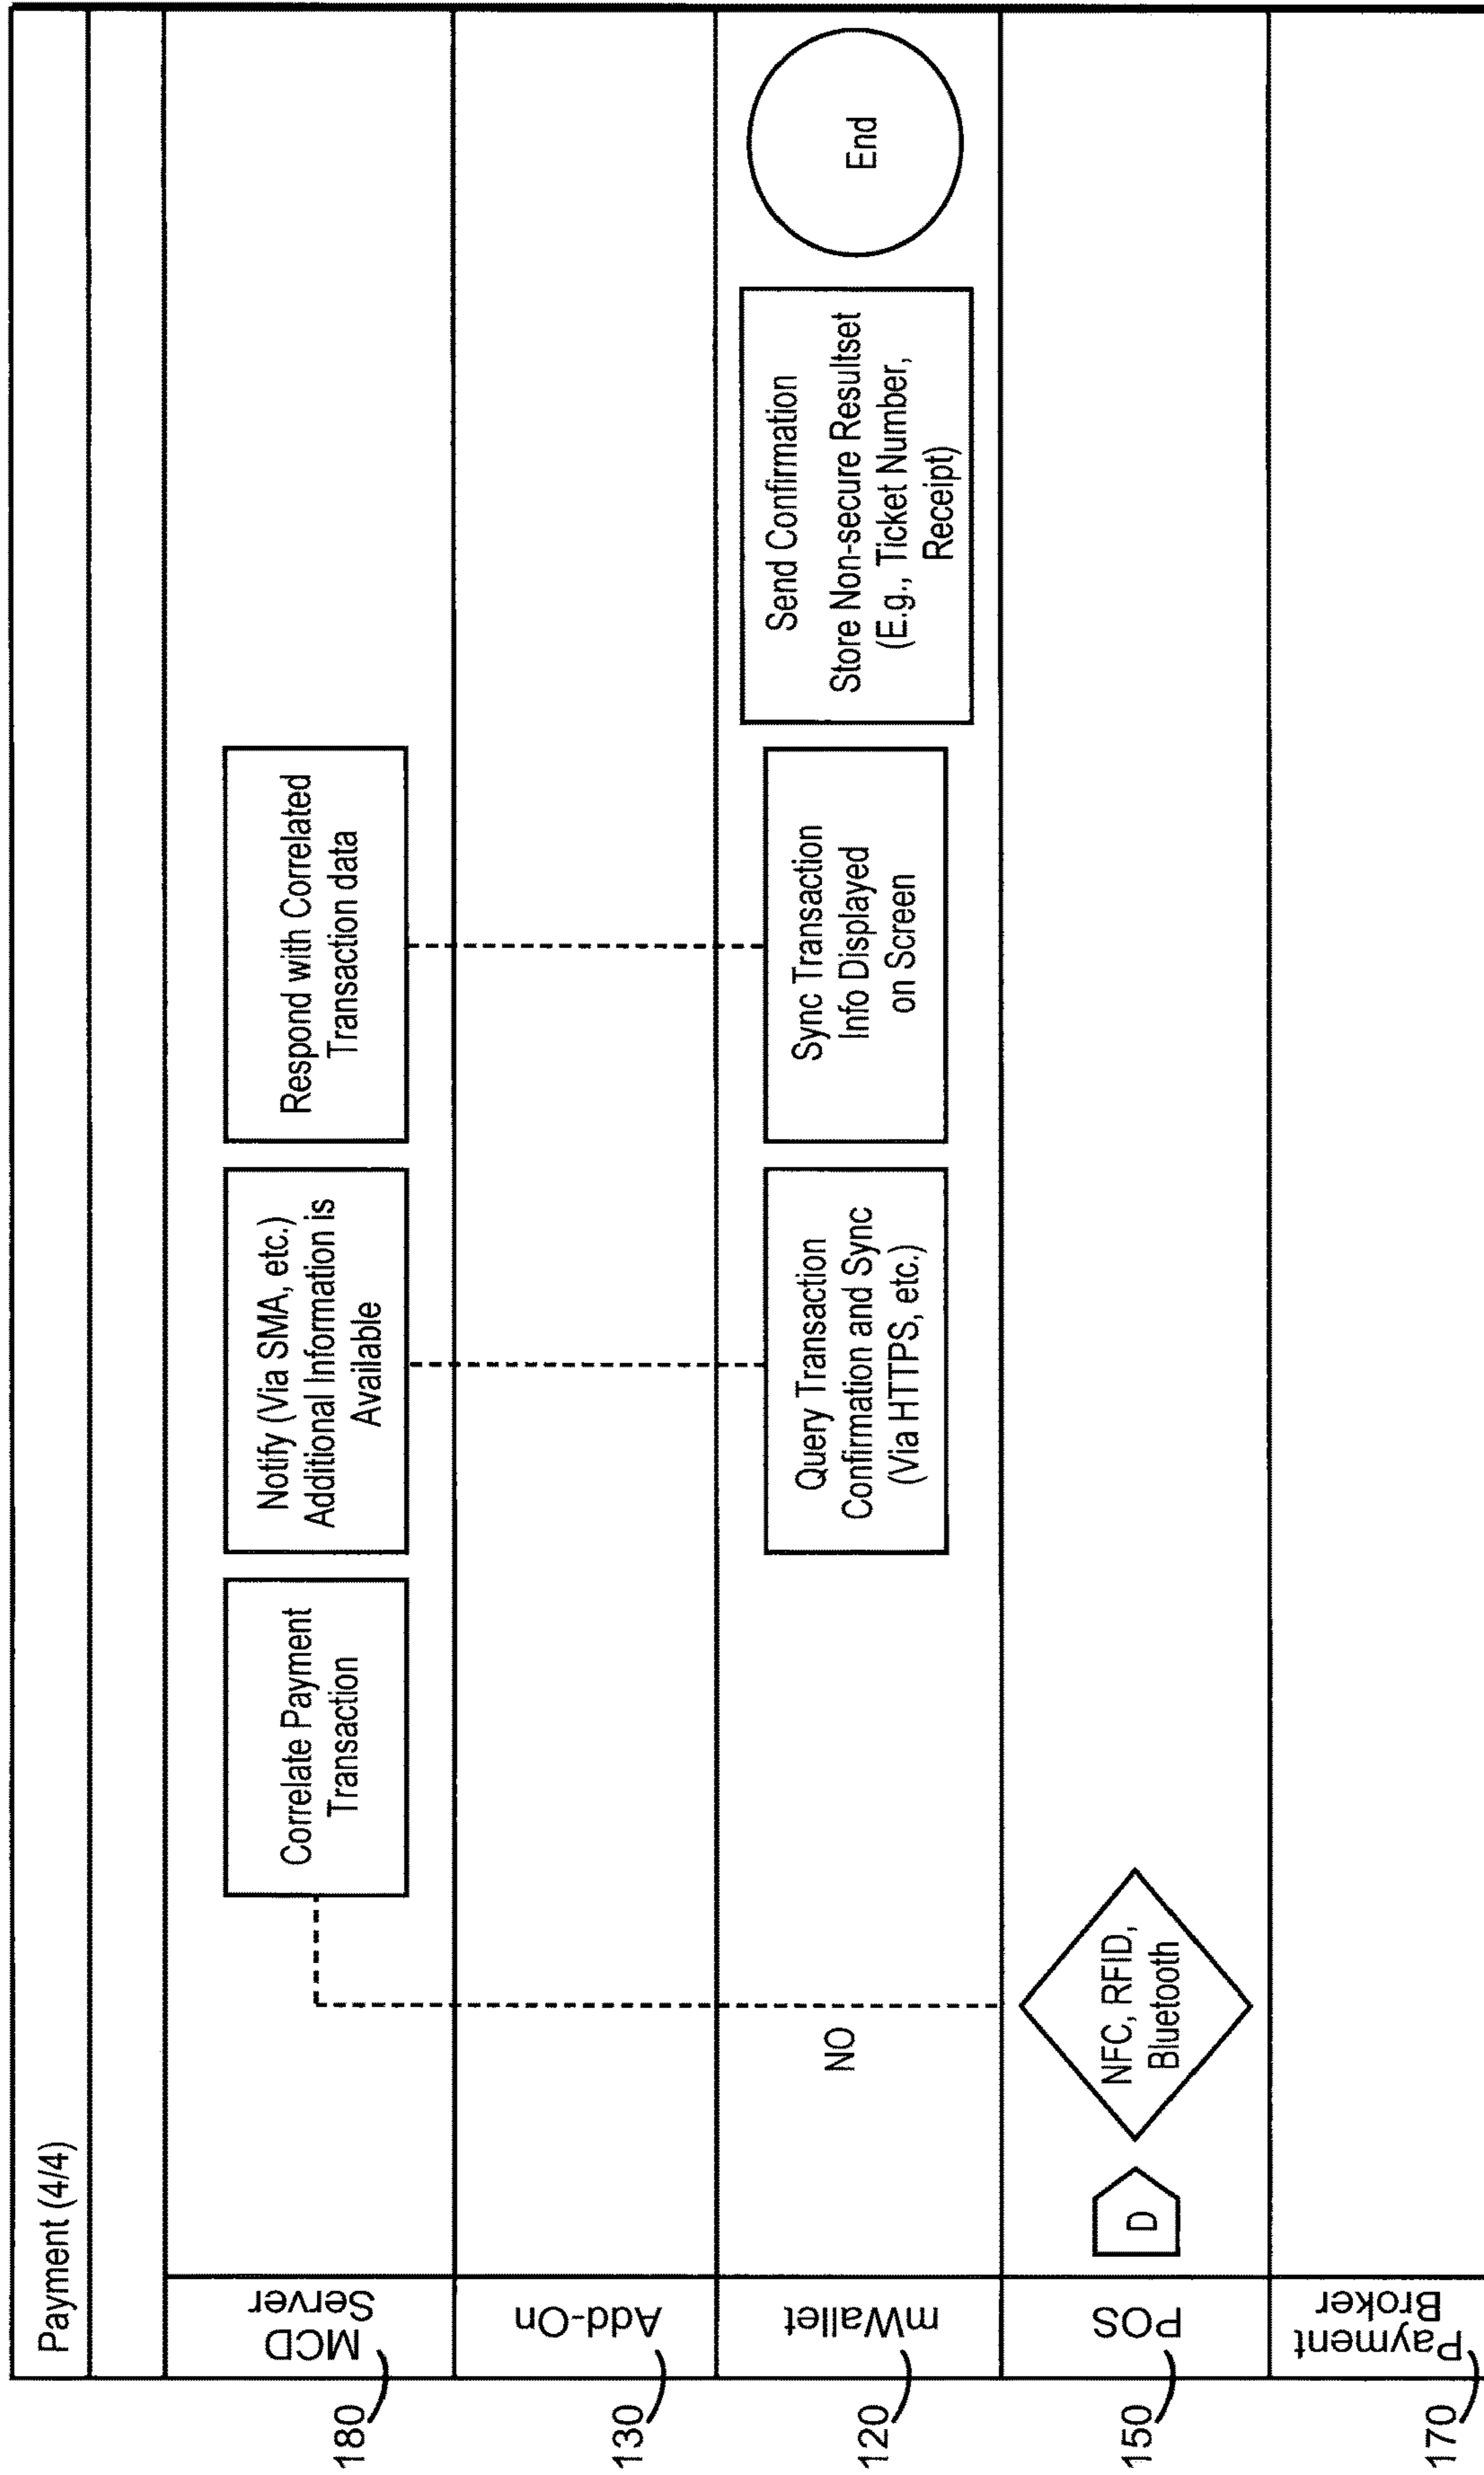 Payment (4/4)
180
MCD
Server
Correlate Payment
Transaction
Notify (Via SMA, etc.)
Additional Information is
Available
Respond with Correlated
Transaction data
130
Add-On
120
mWallet
NO
Query Transaction
Confirmation and Sync
(Via HTTPS, etc.)
Sync Transaction
Info Displayed
on Screen
Send Confirmation
Store Non-secure Resultset
(E.g., Ticket Number,
Receipt)
End
150
POS
D
NFC, RFID,
Bluetooth
170
Payment
Broker